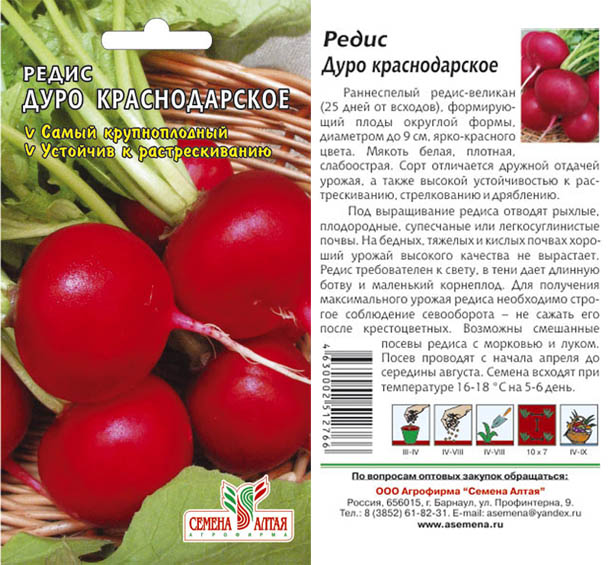 РЕДИС
ДУРО КРАСНОДАРСКОЕ
V Самый крупноплодный
V Устойчив к растрескиванию
СЕМЕНА АЛТАЯ
АГРОФИРМА
Редис
Дуро краснодарское
Раннеспелый редис-великан
(25 дней от всходов), формирую-
щий плоды округлой формы,
диаметром до 9 см, ярко-красного
цвета. Мякоть белая, плотная,
слабоострая. Сорт отличается дружной отдачей
урожая, а также высокой устойчивостью к рас-
трескиванию, стрелкованию и дряблению.
Под выращивание редиса отводят рыхлые,
плодородные, супесчаные или легкосуглинистые
почвы. На бедных, тяжелых и кислых почвах хоро-
ший урожай высокого качества не вырастает.
Редис требователен к свету, в тени дает длинную
ботву и маленький корнеплод. Для получения
максимального урожая редиса необходимо стро-
гое соблюдение севооборота – не сажать его
после крестоцветных. Возможны смешанные
посевы редиса с морковью и луком.
Посев проводят с начала апреля до
середины августа. Семена всходят при
температуре 16-18 °С на 5-6 день.
4630002512766
III-IV IV-VIII IV-VIII 10 x 7 IV-IX
По вопросам оптовых закупок обращаться:
ООО Агрофирма "Семена Алтая"
Россия, 656015, г. Барнаул, ул. Профинтерна, 9.
Тел.: 8 (3852) 61-82-31. E-mail: asemena@yandex.ru
www.asemena.ru